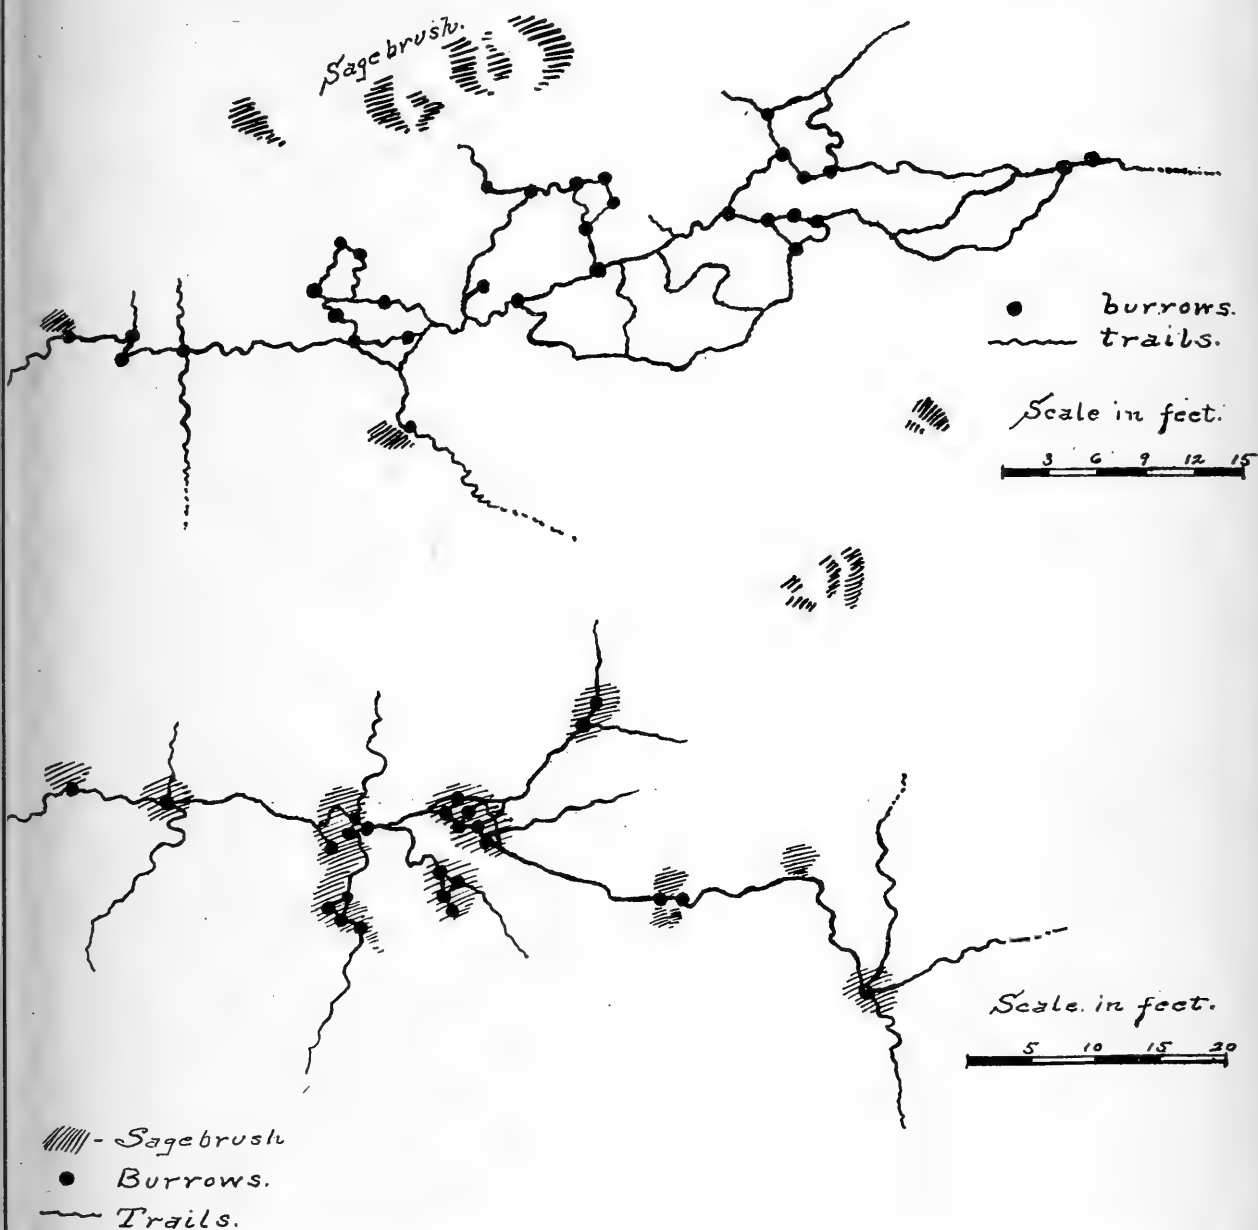 Sagebrush.
burrows.
trails.
Scale in feet.
3 6 9 12 15
Scale in feet.
5 10 15 20
- Sagebrush
Burrows.
Trails.